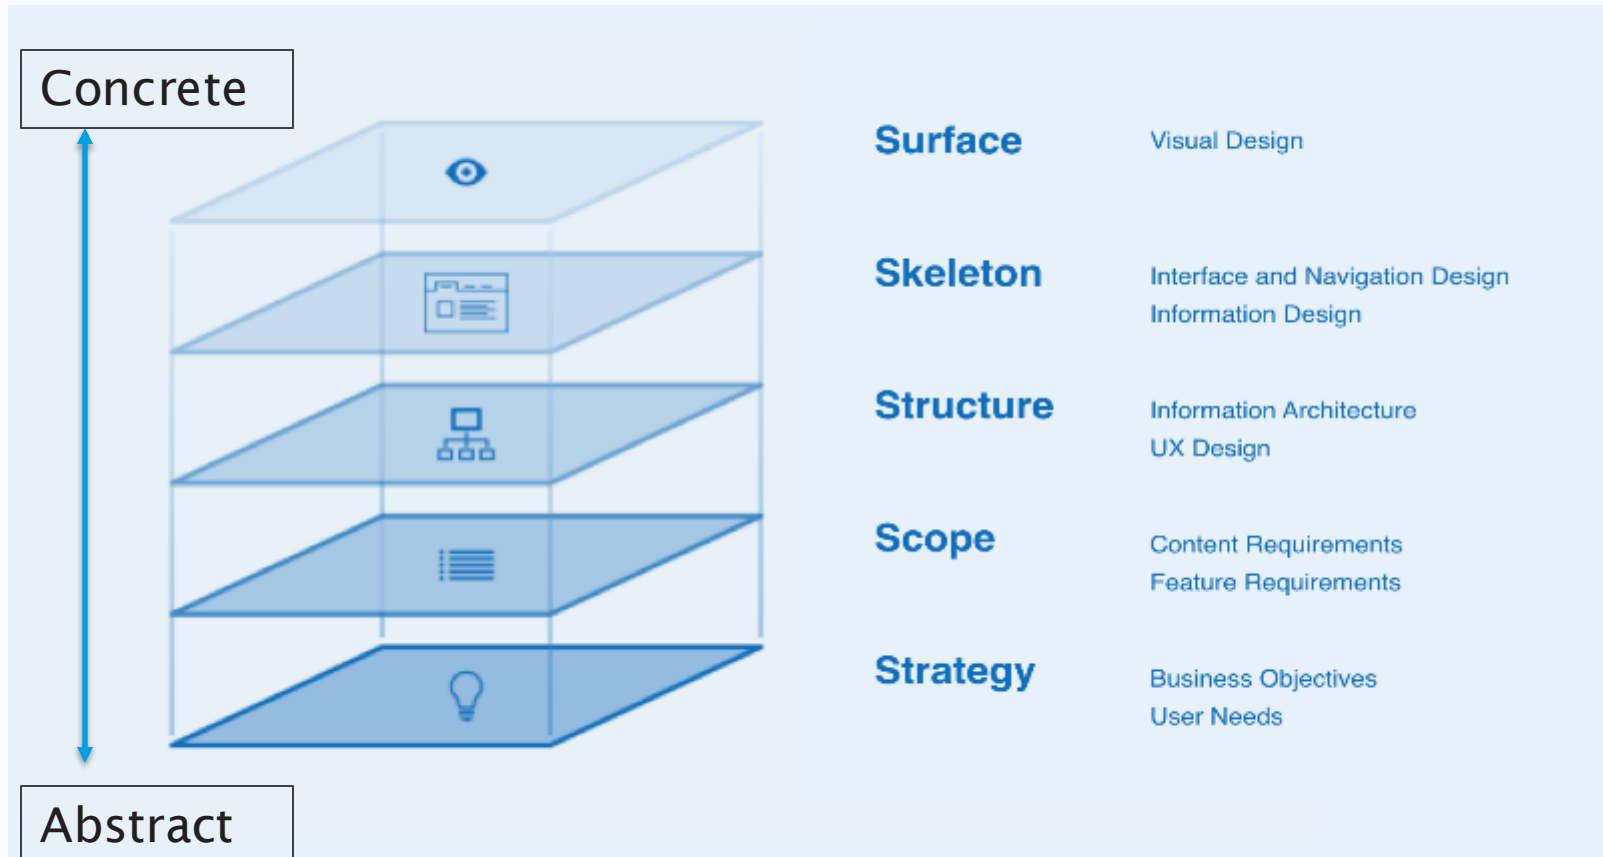 Concrete
Surface
Visual Design
Skeleton
Interface and Navigation Design
Information Design
Structure
Information Architecture
UX Design
Scope
Content Requirements
Feature Requirements
Strategy
Business Objectives
User Needs
Abstract